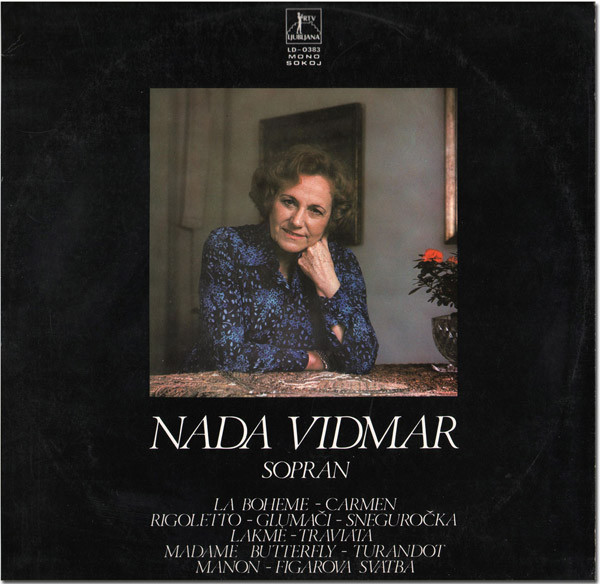 RTV
LJUBLJANA
LD-0383
MONO
SOKOJ
NADA VIDMAR
SOPRAN
LA BOHEME - CARMEN
RIGOLETTO - GLUMAČI - SNEGUROČKA
LAKME - TRAVIATA
MADAME BUTTERFLY - TURANDOT
MANON - FIGAROVA SVATBA